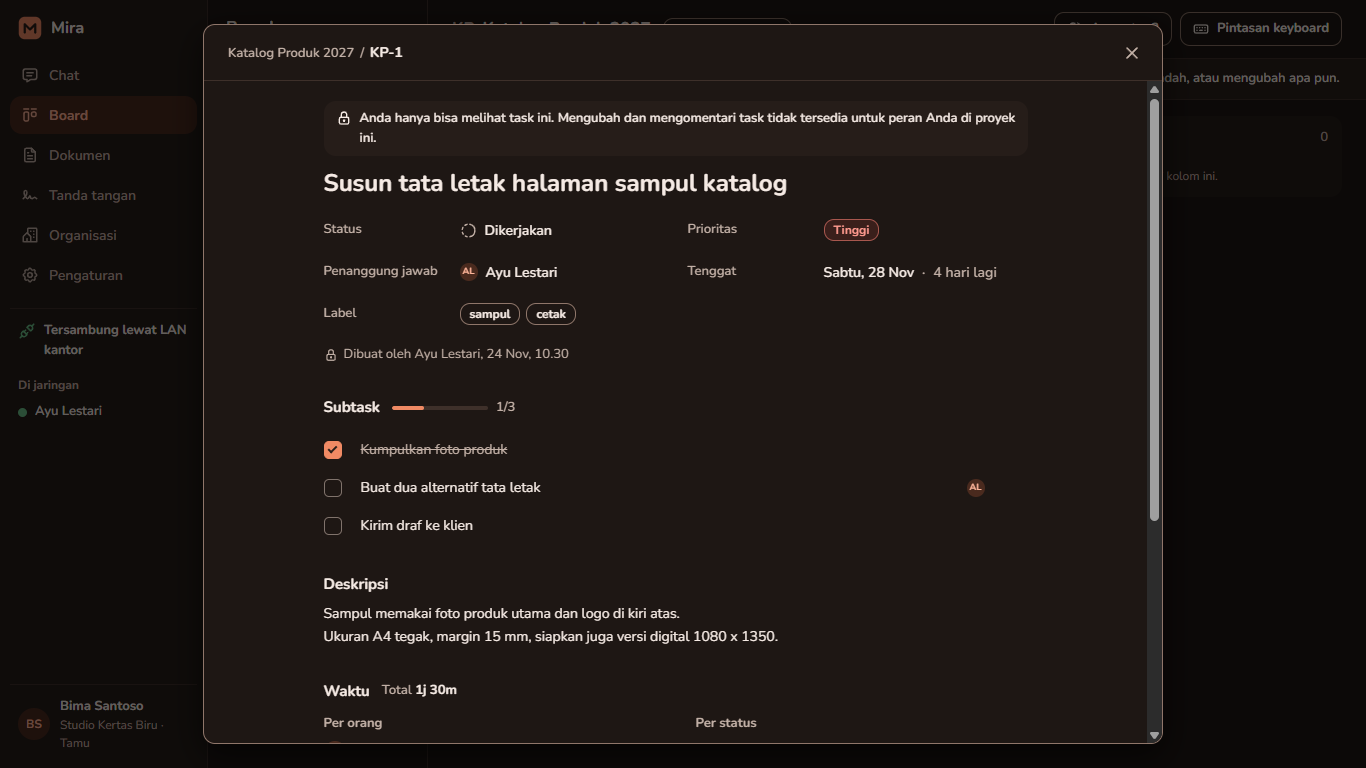 Mira
Chat
Board
Dokumen
Tanda tangan
Organisasi
Pengaturan
Tersambung lewat LAN
kantor
Di jaringan
Ayu Lestari
BS
Bima Santoso
Studio Kertas Biru ·
Tamu
Pintasan keyboard
atau mengubah apa pun.
0
kolom ini.
Katalog Produk 2027 / KP-1
Anda hanya bisa melihat task ini. Mengubah dan mengomentari task tidak tersedia untuk peran Anda di proyek
ini.
Susun tata letak halaman sampul katalog
Status
Dikerjakan
Prioritas
Tinggi
Penanggung jawab
AL Ayu Lestari
Tenggat
Sabtu, 28 Nov · 4 hari lagi
Label
sampul cetak
Dibuat oleh Ayu Lestari, 24 Nov, 10.30
Subtask 1/3
Kumpulkan foto produk
Buat dua alternatif tata letak AL
Kirim draf ke klien
Deskripsi
Sampul memakai foto produk utama dan logo di kiri atas.
Ukuran A4 tegak, margin 15 mm, siapkan juga versi digital 1080 x 1350.
Waktu Total 1j 30m
Per orang Per status